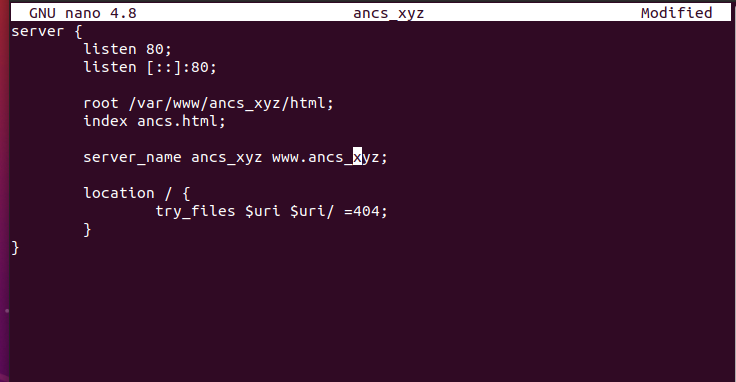 GNU nano 4.8 ancs_xyz Modified
server {
listen 80;
listen [::]:80;
root /var/www/ancs_xyz/html;
index ancs.html;
server_name ancs_xyz www.ancs_xyz;
location / {
try_files $uri $uri/ =404;
}
}